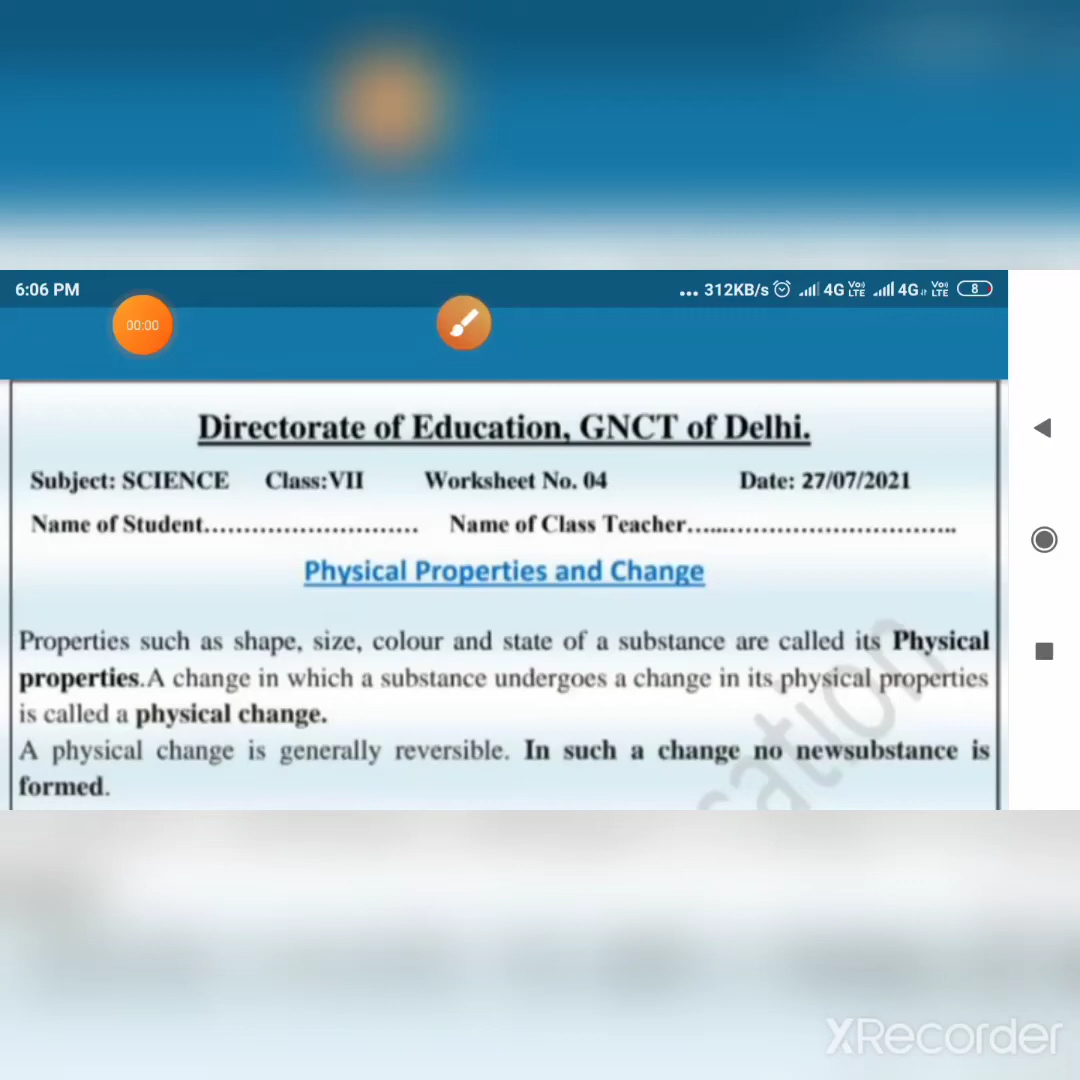 6:06 PM ... 312KB/s 4G Vo) LTE 4G Vo) LTE 8
00:00
Directorate of Education, GNCT of Delhi.
Subject: SCIENCE Class:VII Worksheet No. 04 Date: 27/07/2021
Name of Student............................ Name of Class Teacher....................................
Physical Properties and Change
Properties such as shape, size, colour and state of a substance are called its Physical
properties.A change in which a substance undergoes a change in its physical properties
is called a physical change.
A physical change is generally reversible. In such a change no newsubstance is
formed.
XRecorder